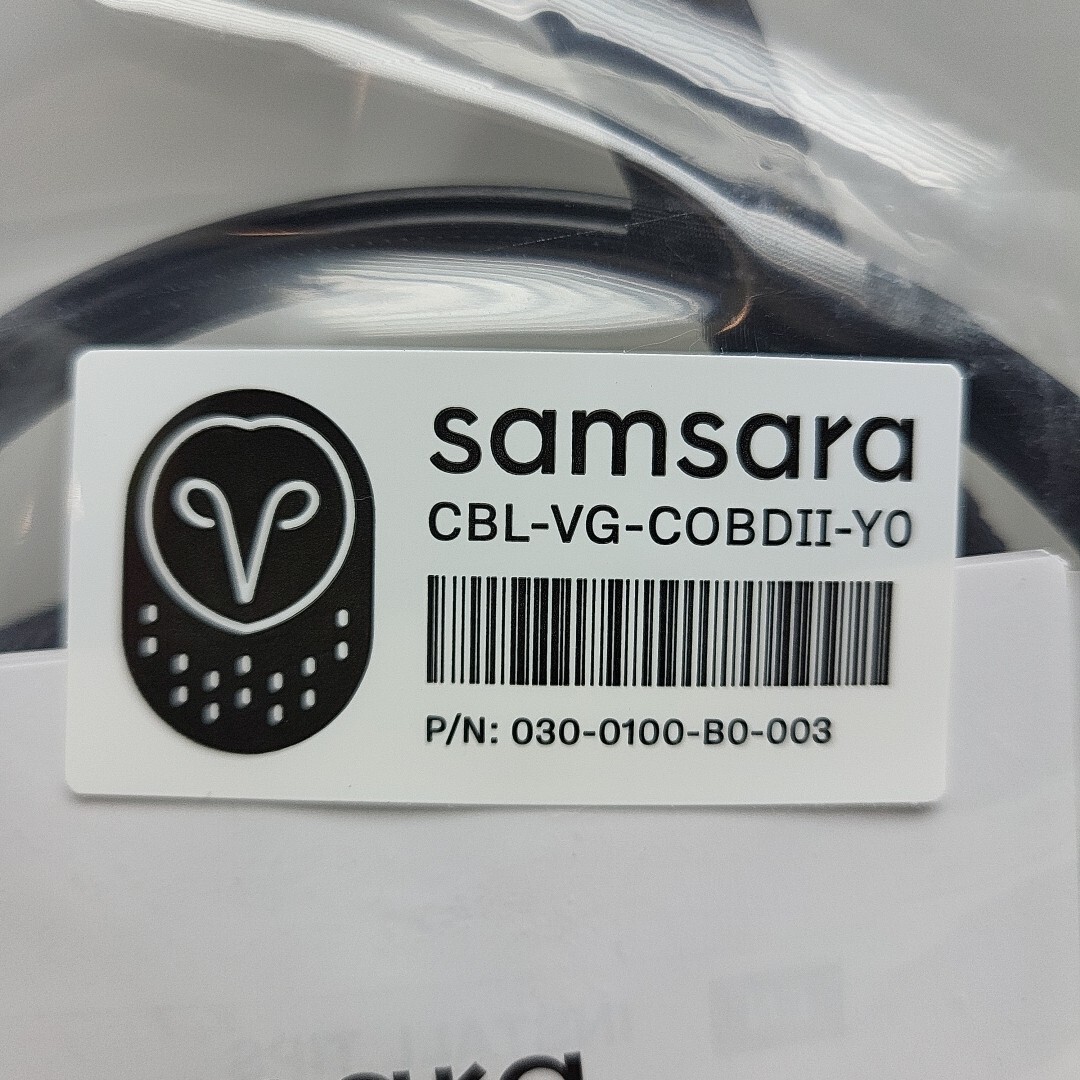 samsara
CBL-VG-COBDII-Y0
P/N: 030-0100-B0-003